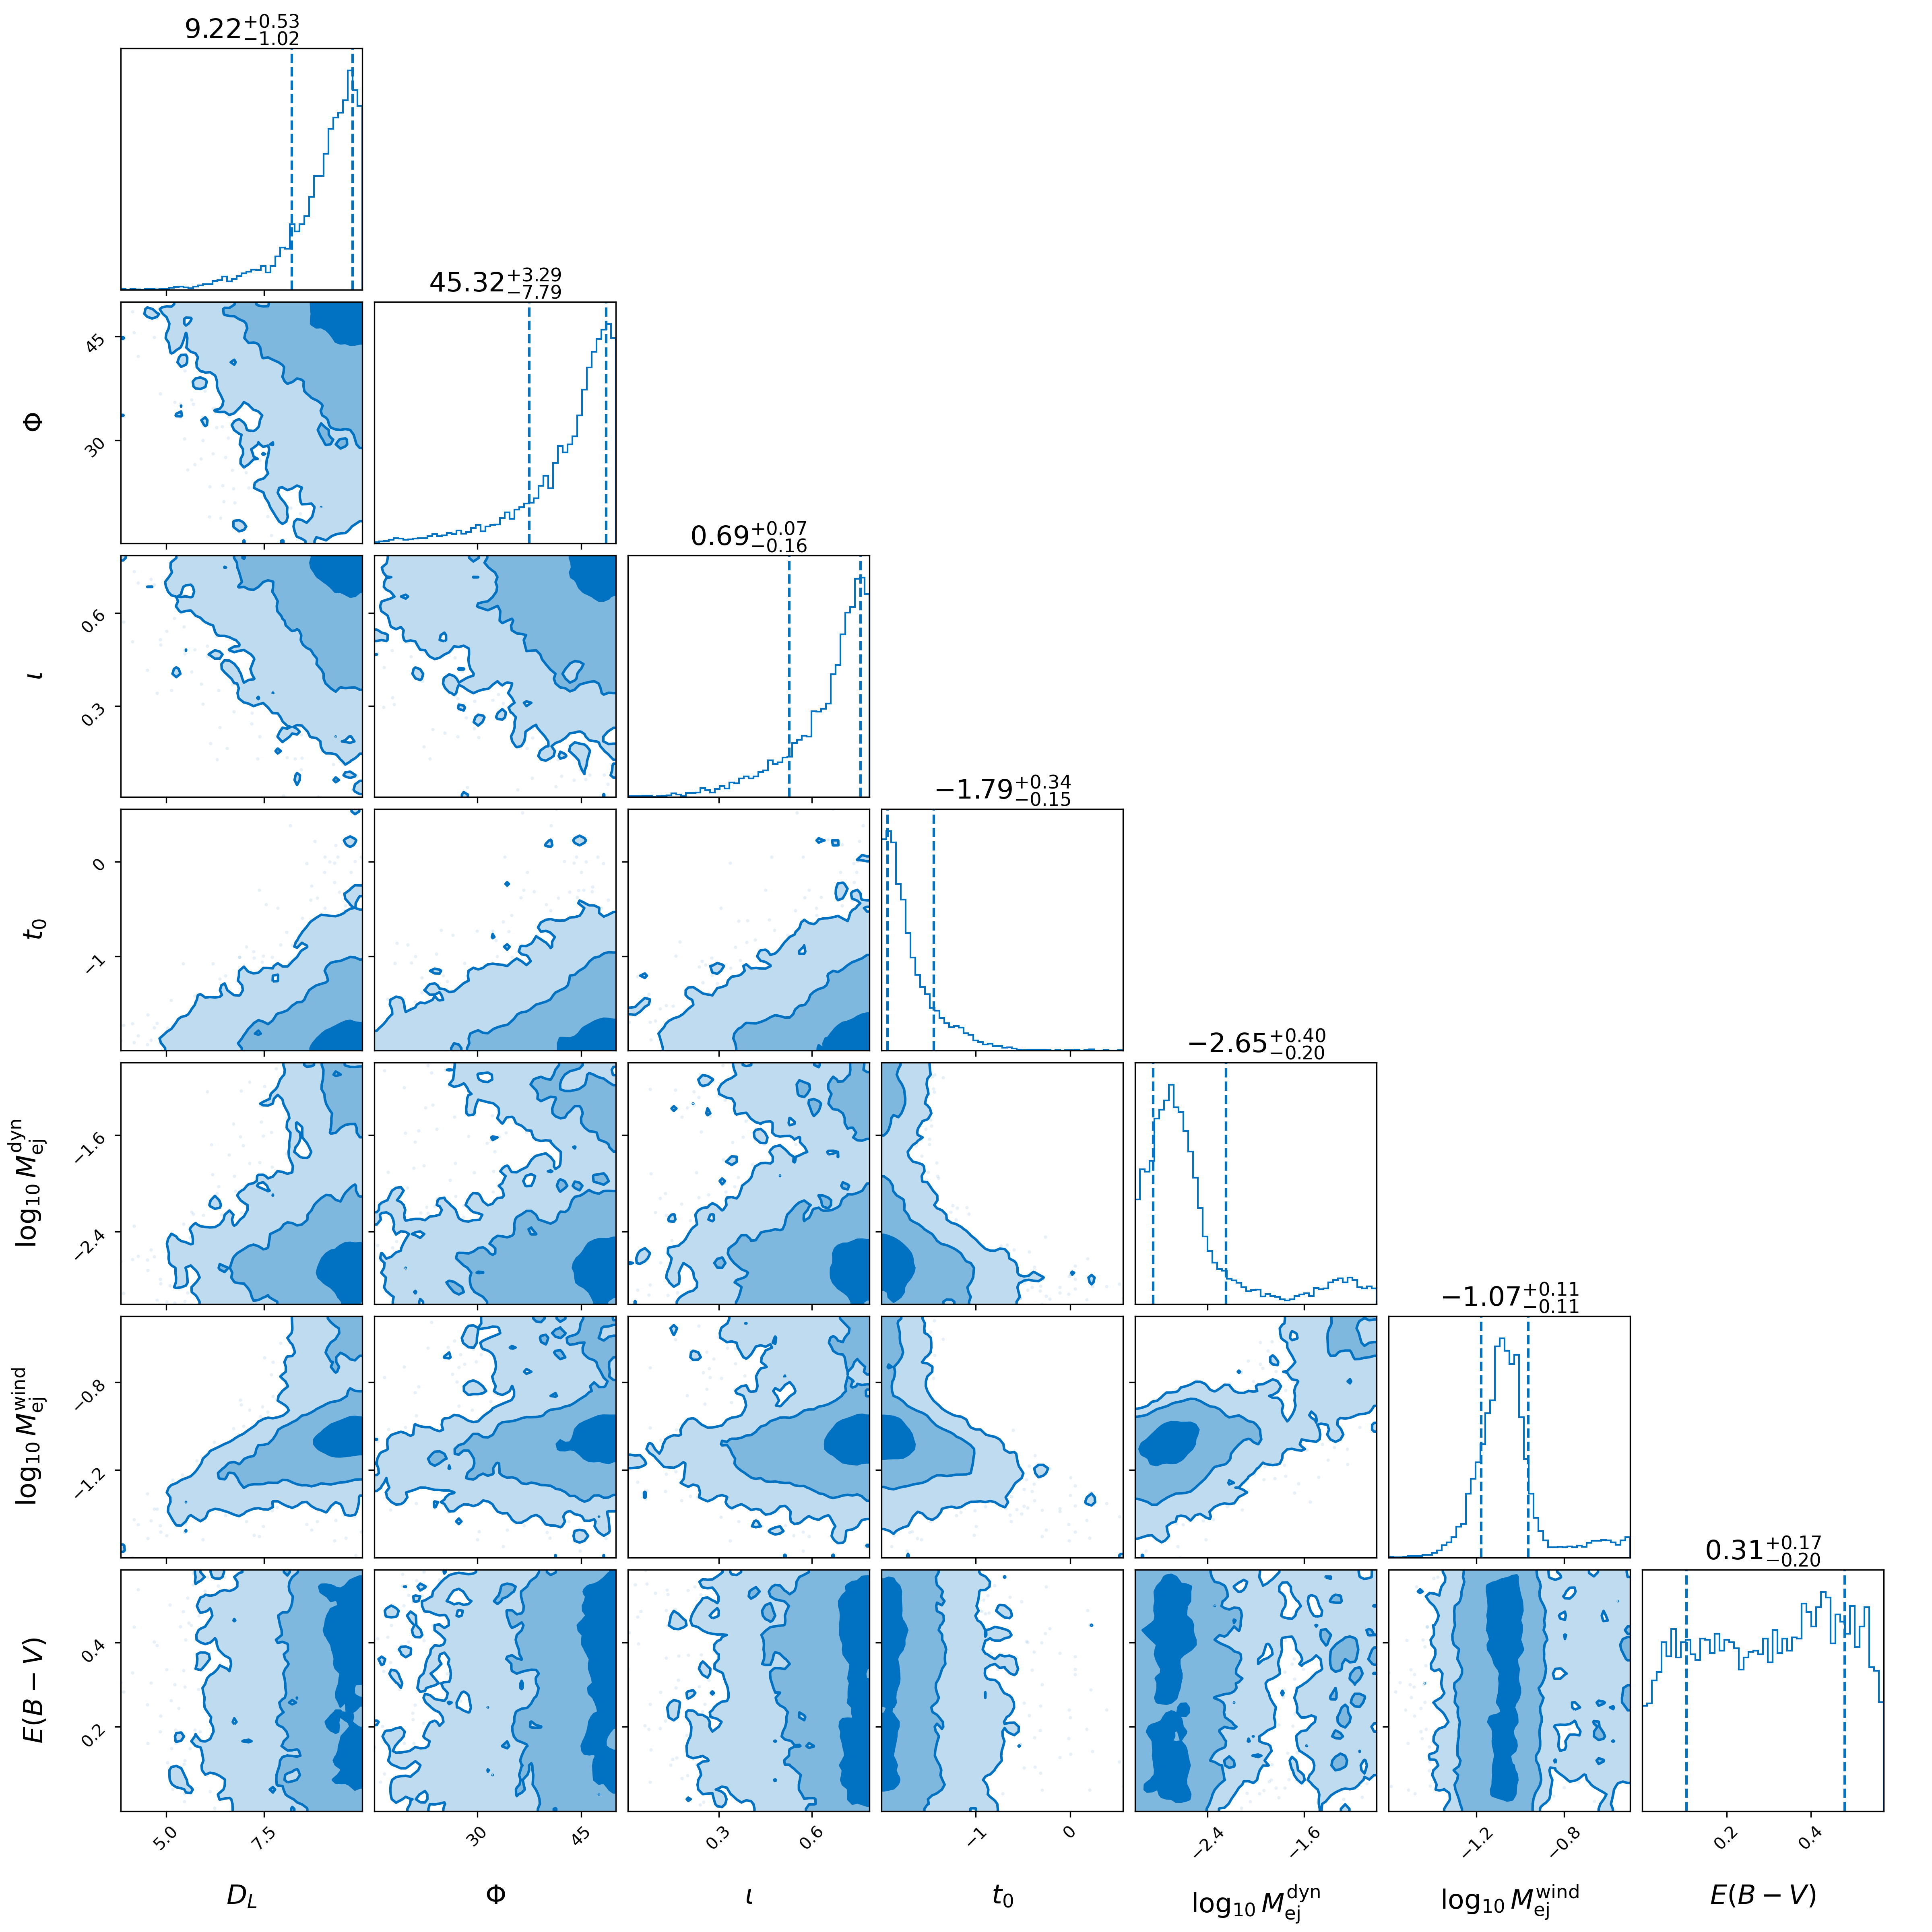 9.22^{+0.53}_{-1.02}
45.32^{+3.29}_{-7.79}
45
30
Φ
0.69^{+0.07}_{-0.16}
0.6
0.3
ι
−1.79^{+0.34}_{-0.15}
0
−1
t_0
−2.65^{+0.40}_{-0.20}
−1.6
−2.4
log_{10} M_{ej}^{dyn}
−1.07^{+0.11}_{-0.11}
−0.8
−1.2
log_{10} M_{ej}^{wind}
0.31^{+0.17}_{-0.20}
0.4
0.2
E(B − V)
5.0 7.5 30 45 0.3 0.6 −1 0 −2.4 −1.6 −1.2 −0.8 0.2 0.4
D_L Φ ι t_0 log_{10} M_{ej}^{dyn} log_{10} M_{ej}^{wind} E(B − V)